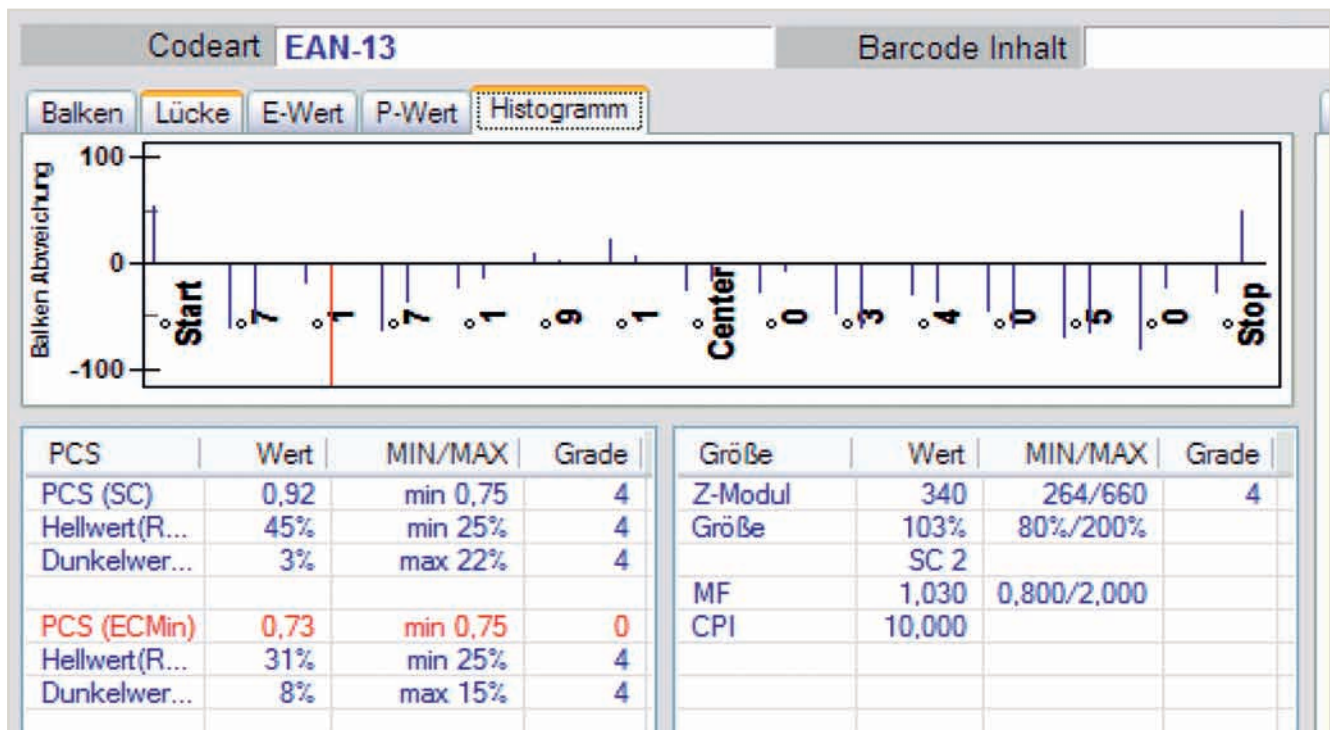 Codeart EAN-13 Barcode Inhalt
Balken Lücke E-Wert P-Wert Histogramm
Balken Abweichung
100
0
-100
Start 7 1 7 1 9 1 Center 0 3 4 0 5 0 Stop
PCS Wert MIN/MAX Grade
PCS (SC) 0,92 min 0,75 4
Hellwert(R... 45% min 25% 4
Dunkelwer... 3% max 22% 4
PCS (ECMin) 0,73 min 0,75 0
Hellwert(R... 31% min 25% 4
Dunkelwer... 8% max 15% 4
Größe Wert MIN/MAX Grade
Z-Modul 340 264/660 4
Größe 103% 80%/200%
SC 2
MF 1,030 0,800/2,000
CPI 10,000